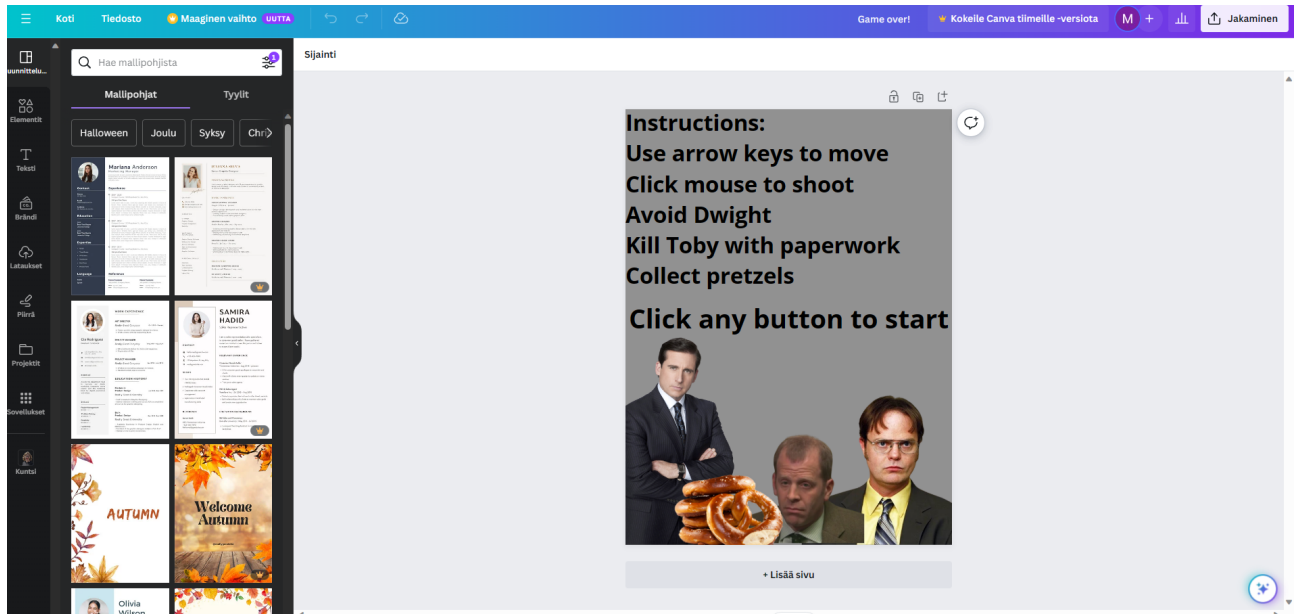 Koti
Tiedosto
Maaginen vaihto UUTTA
Game over!
Kokeile Canva tiimeille -versiota
M
+
Jakaminen
uunnittelu...
Elementit
Teksti
Brändi
Lataukset
Piirrä
Projektit
Sovellukset
Kuntsi
Hae mallipohjista
1
Mallipohjat
Tyylit
Halloween
Joulu
Syksy
Chri
Mariana Anderson
SAMIRA
HADID
AUTUMN
Welcome
Autumn
Olivia
Wilson
Sijainti
Instructions:
Use arrow keys to move
Click mouse to shoot
Avoid Dwight
Kill Toby with paperwork
Collect pretzels
Click any button to start
+ Lisää sivu